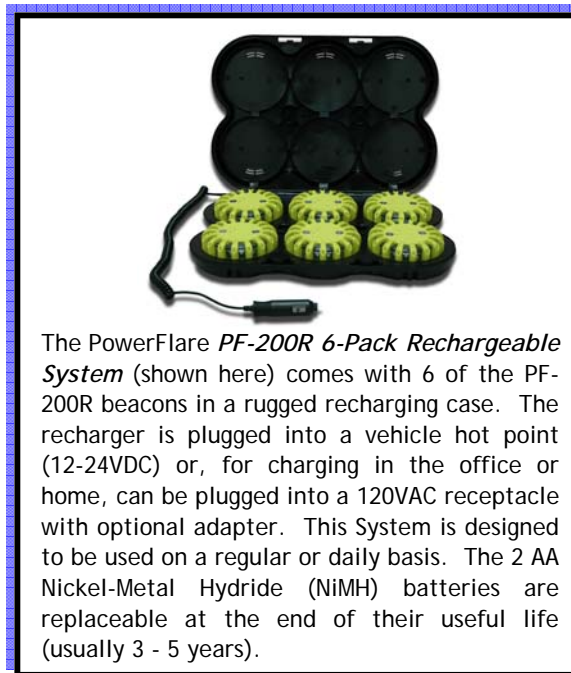 The PowerFlare PF-200R 6-Pack Rechargeable
System (shown here) comes with 6 of the PF-
200R beacons in a rugged recharging case. The
recharger is plugged into a vehicle hot point
(12-24VDC) or, for charging in the office or
home, can be plugged into a 120VAC receptacle
with optional adapter. This System is designed
to be used on a regular or daily basis. The 2 AA
Nickel-Metal Hydride (NiMH) batteries are
replaceable at the end of their useful life
(usually 3 - 5 years).